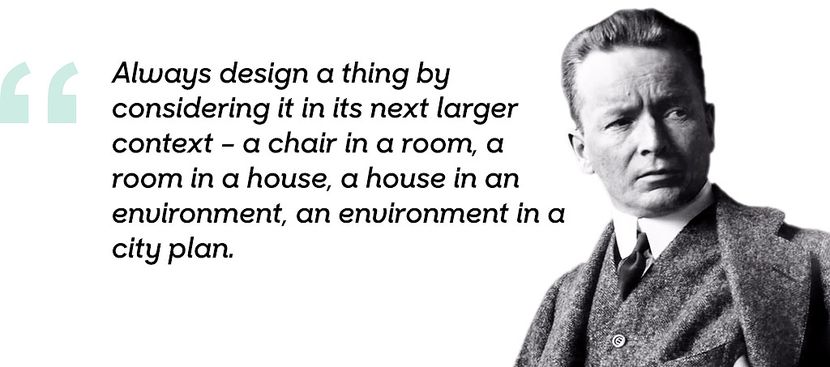 Always design a thing by
considering it in its next larger
context – a chair in a room, a
room in a house, a house in an
environment, an environment in a
city plan.